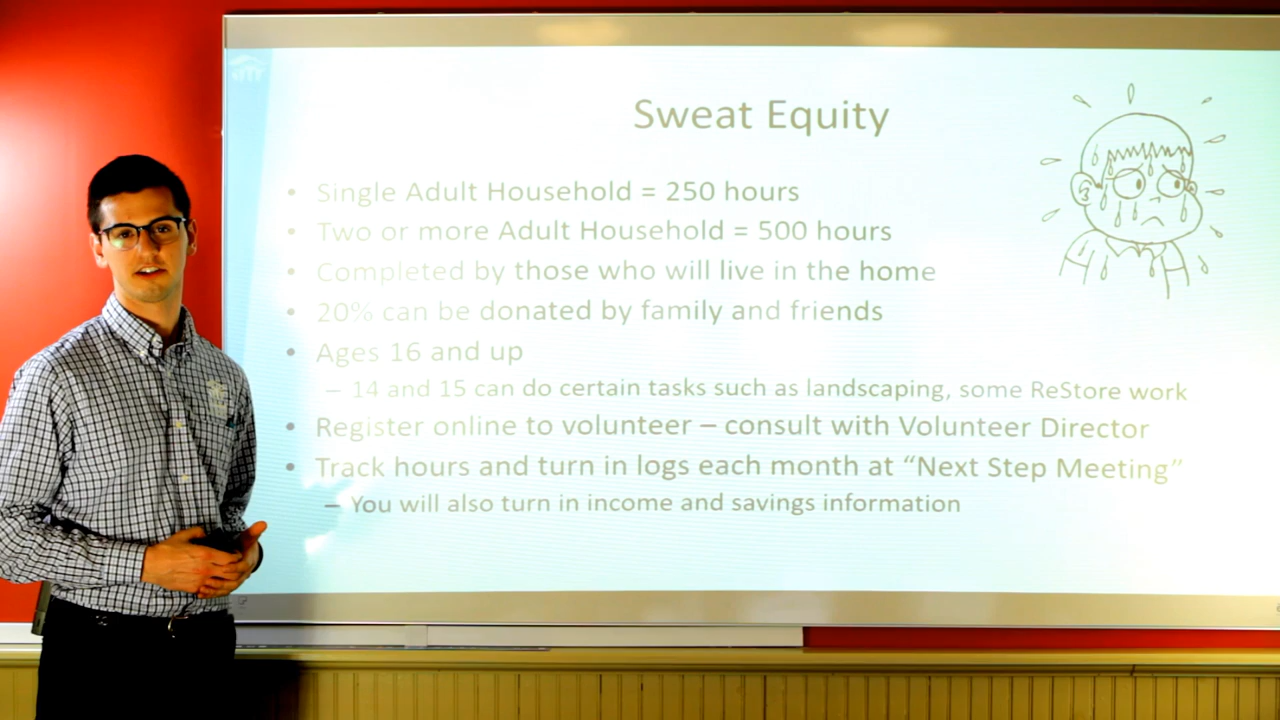 Sweat Equity
• Single Adult Household = 250 hours
• Two or more Adult Household = 500 hours
• Completed by those who will live in the home
• 20% can be donated by family and friends
• Ages 16 and up
– 14 and 15 can do certain tasks such as landscaping, some ReStore work
• Register online to volunteer – consult with Volunteer Director
• Track hours and turn in logs each month at “Next Step Meeting”
– You will also turn in income and savings information